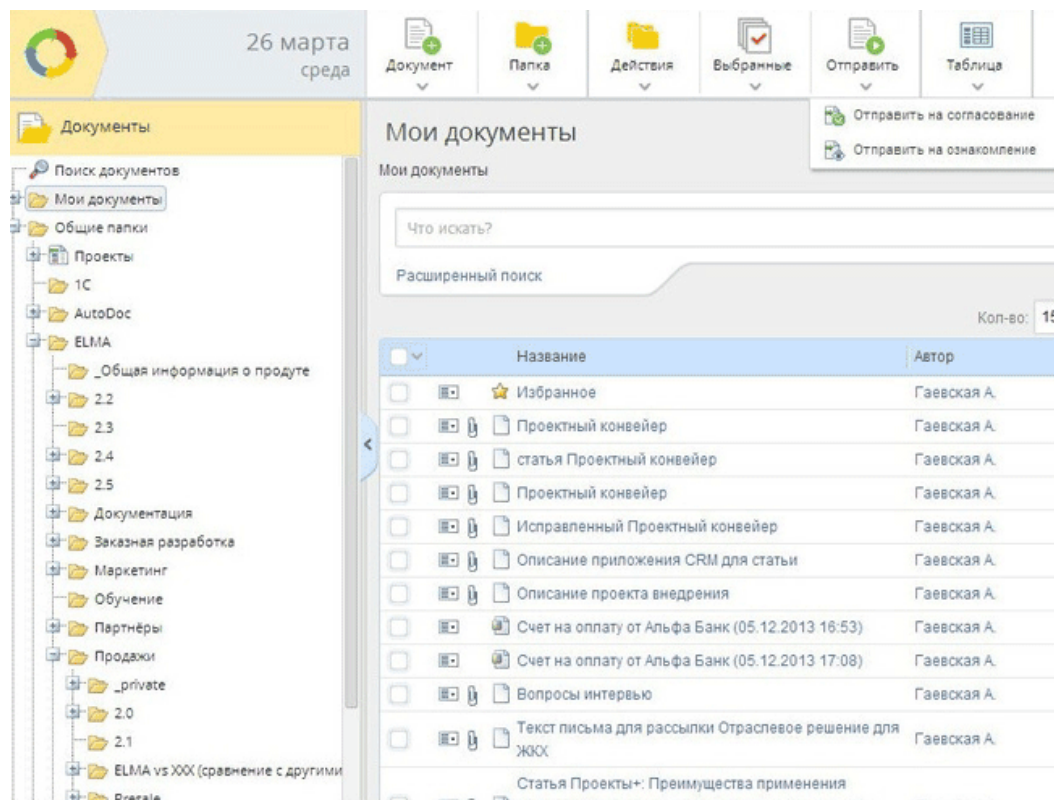 26 марта
среда
Документ
Папка
Действия
Выбранные
Отправить
Таблица
Отправить на согласование
Отправить на ознакомление
Документы
Поиск документов
Мои документы
Общие папки
Проекты
1С
AutoDoc
ELMA
_Общая информация о продуте
2.2
2.3
2.4
2.5
Документация
Заказная разработка
Маркетинг
Обучение
Партнёры
Продажи
_private
2.0
2.1
ELMA vs XXX (сравнение с другими
Presale
Мои документы
Мои документы
Что искать?
Расширенный поиск
Кол-во: 15
Название Автор
Избранное Гаевская А.
Проектный конвейер Гаевская А.
статья Проектный конвейер Гаевская А.
Проектный конвейер Гаевская А.
Исправленный Проектный конвейер Гаевская А.
Описание приложения CRM для статьи Гаевская А.
Описание проекта внедрения Гаевская А.
Счет на оплату от Альфа Банк (05.12.2013 16:53) Гаевская А.
Счет на оплату от Альфа Банк (05.12.2013 17:08) Гаевская А.
Вопросы интервью Гаевская А.
Текст письма для рассылки Отраслевое решение для
ЖКХ Гаевская А.
Статья Проекты+: Преимущества применения